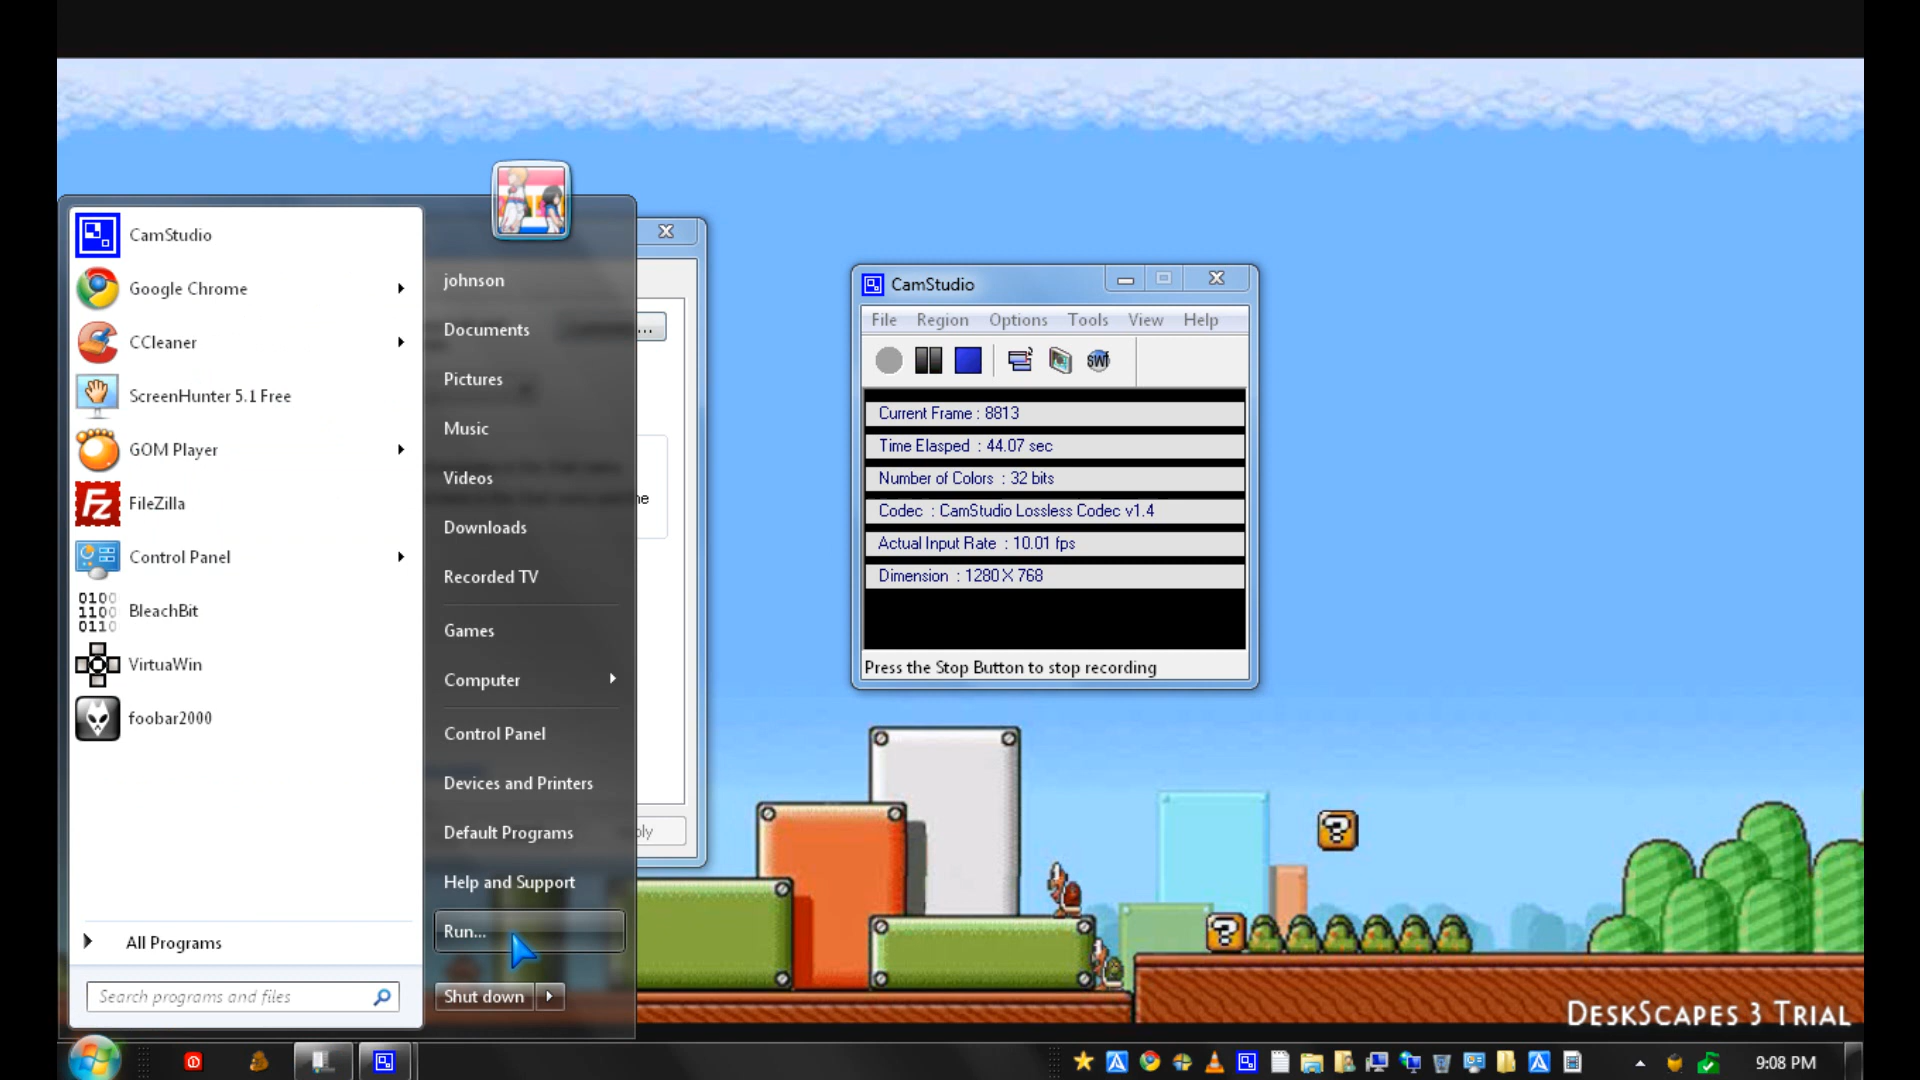 CamStudio
Google Chrome
CCleaner
ScreenHunter 5.1 Free
GOM Player
FileZilla
Control Panel
BleachBit
VirtuaWin
foobar2000
All Programs
Search programs and files
johnson
Documents
Pictures
Music
Videos
Downloads
Recorded TV
Games
Computer
Control Panel
Devices and Printers
Default Programs
Help and Support
Run...
Shut down
CamStudio
File Region Options Tools View Help
SWf
Current Frame : 8813
Time Elasped : 44.07 sec
Number of Colors : 32 bits
Codec : CamStudio Lossless Codec v1.4
Actual Input Rate : 10.01 fps
Dimension : 1280 X 768
Press the Stop Button to stop recording
DESKSCAPES 3 TRIAL
9:08 PM